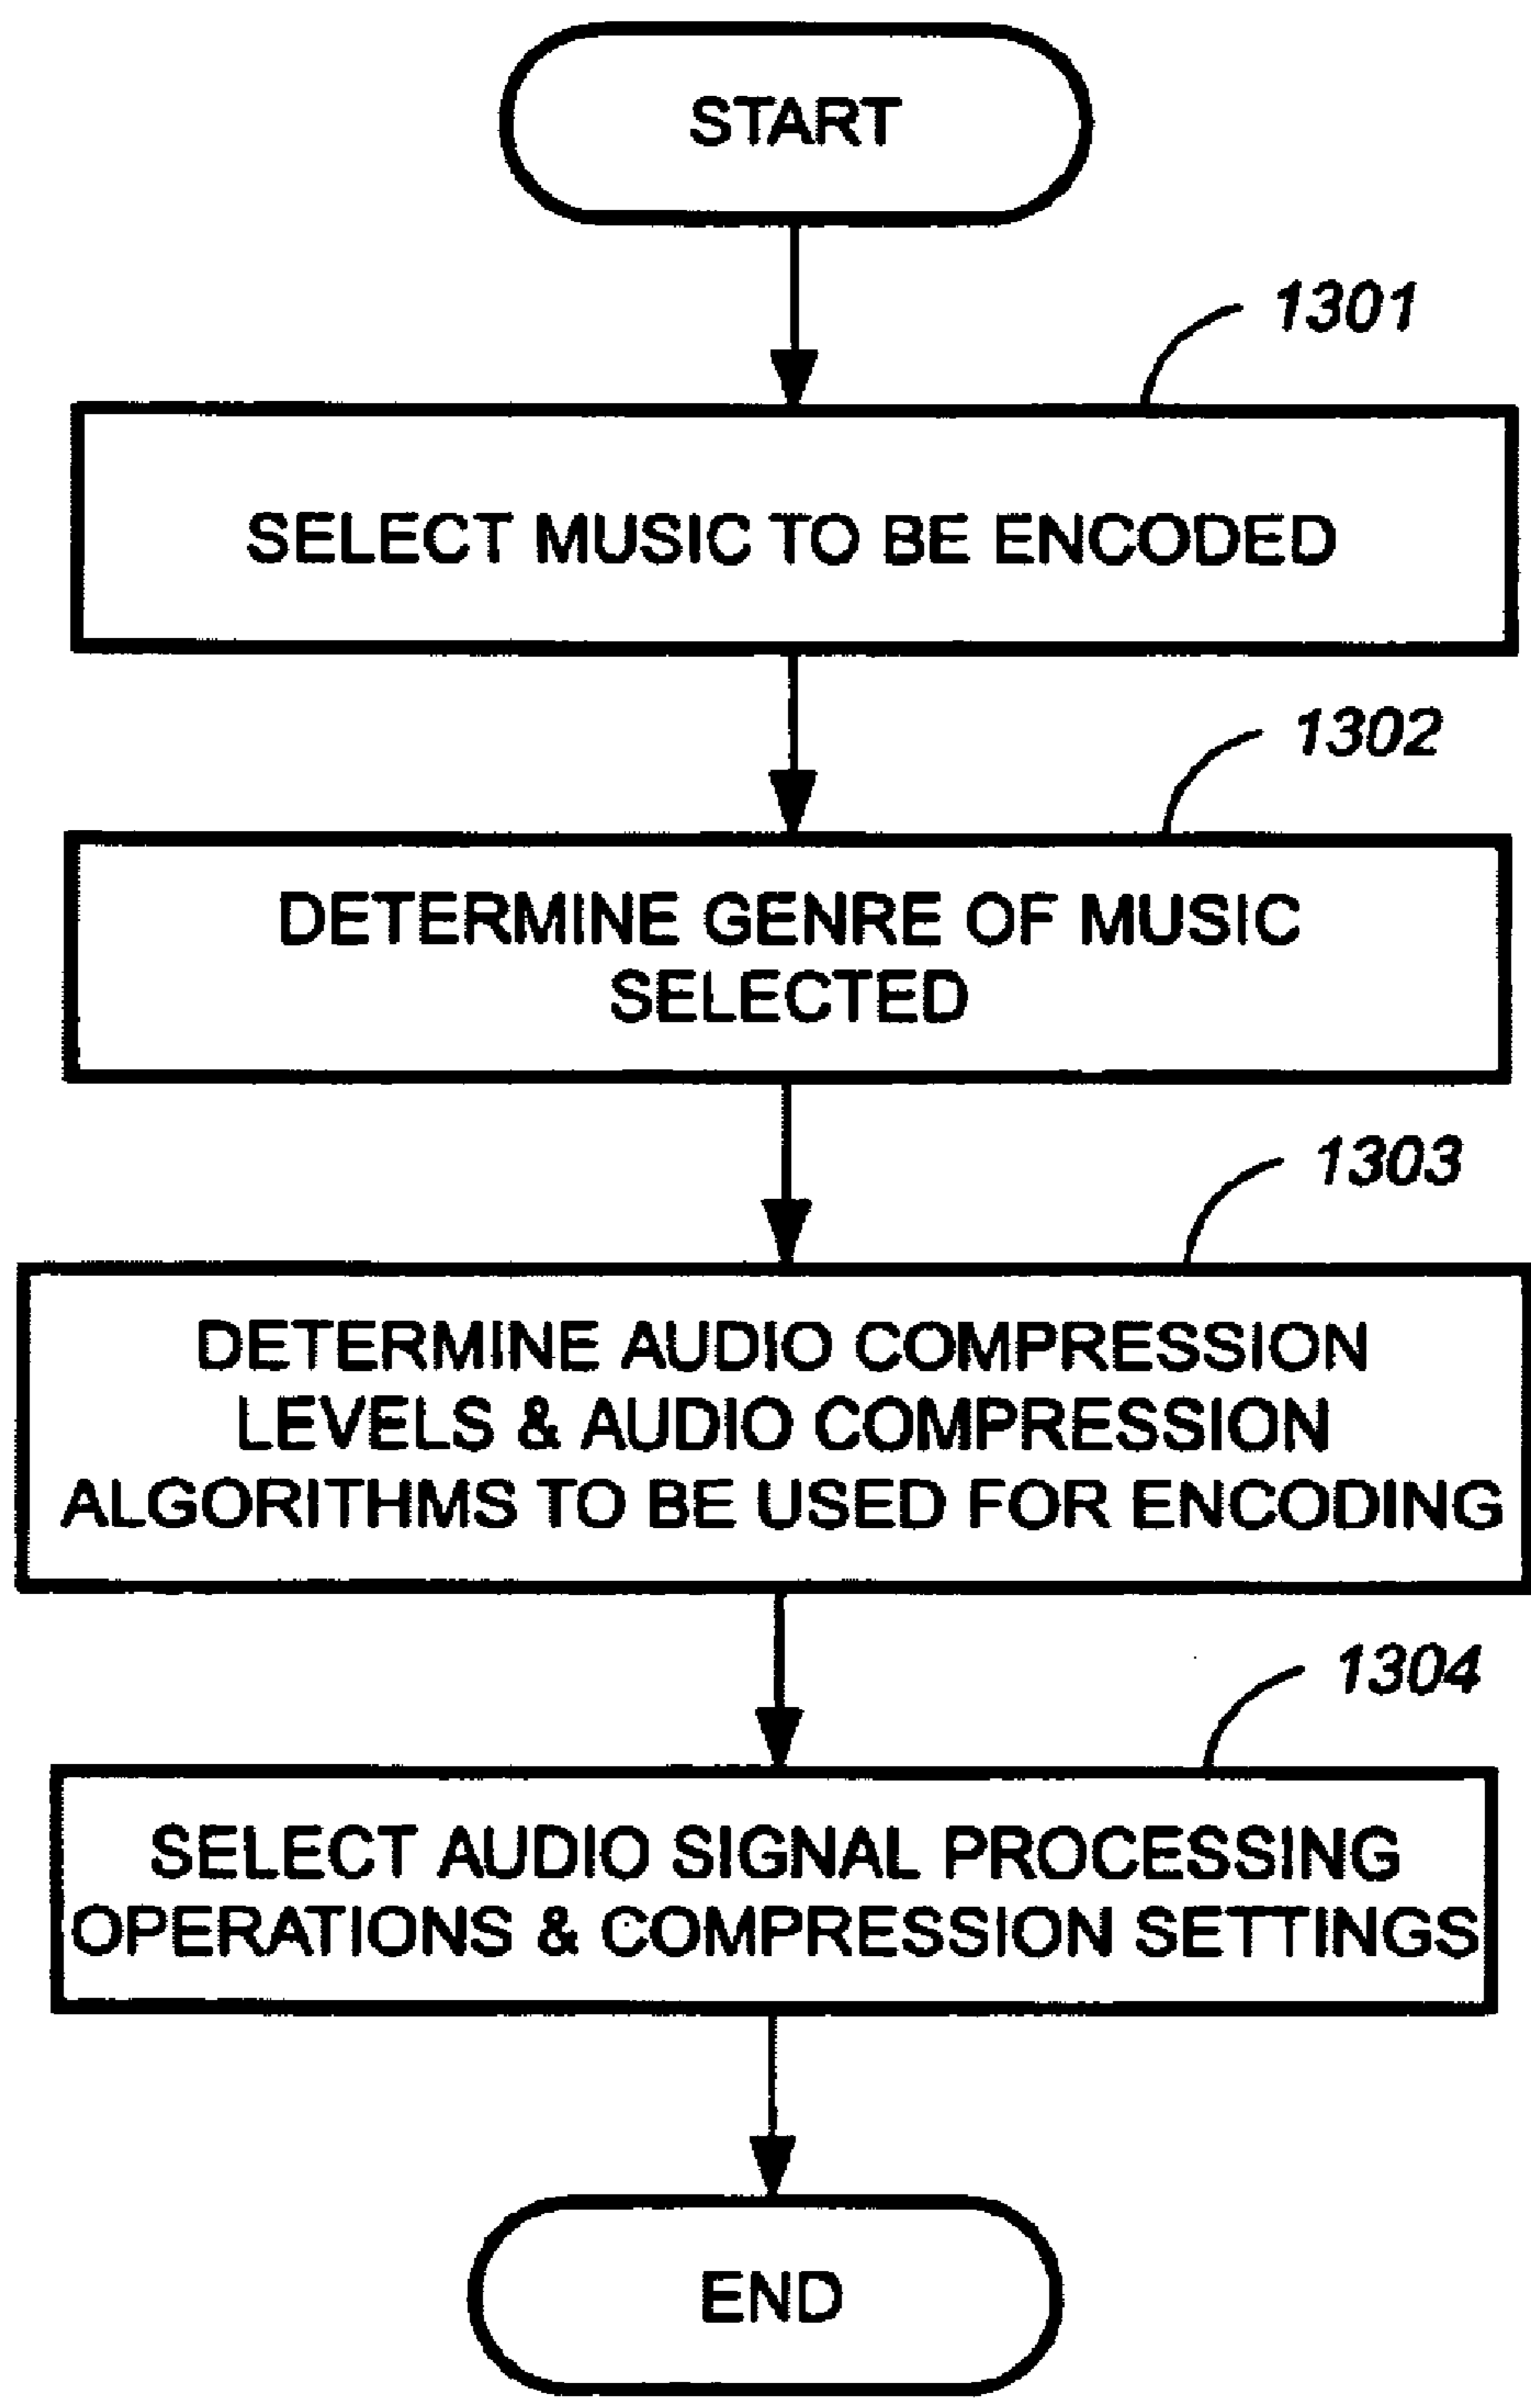 START
1301
SELECT MUSIC TO BE ENCODED
1302
DETERMINE GENRE OF MUSIC
SELECTED
1303
DETERMINE AUDIO COMPRESSION
LEVELS & AUDIO COMPRESSION
ALGORITHMS TO BE USED FOR ENCODING
1304
SELECT AUDIO SIGNAL PROCESSING
OPERATIONS & COMPRESSION SETTINGS
END